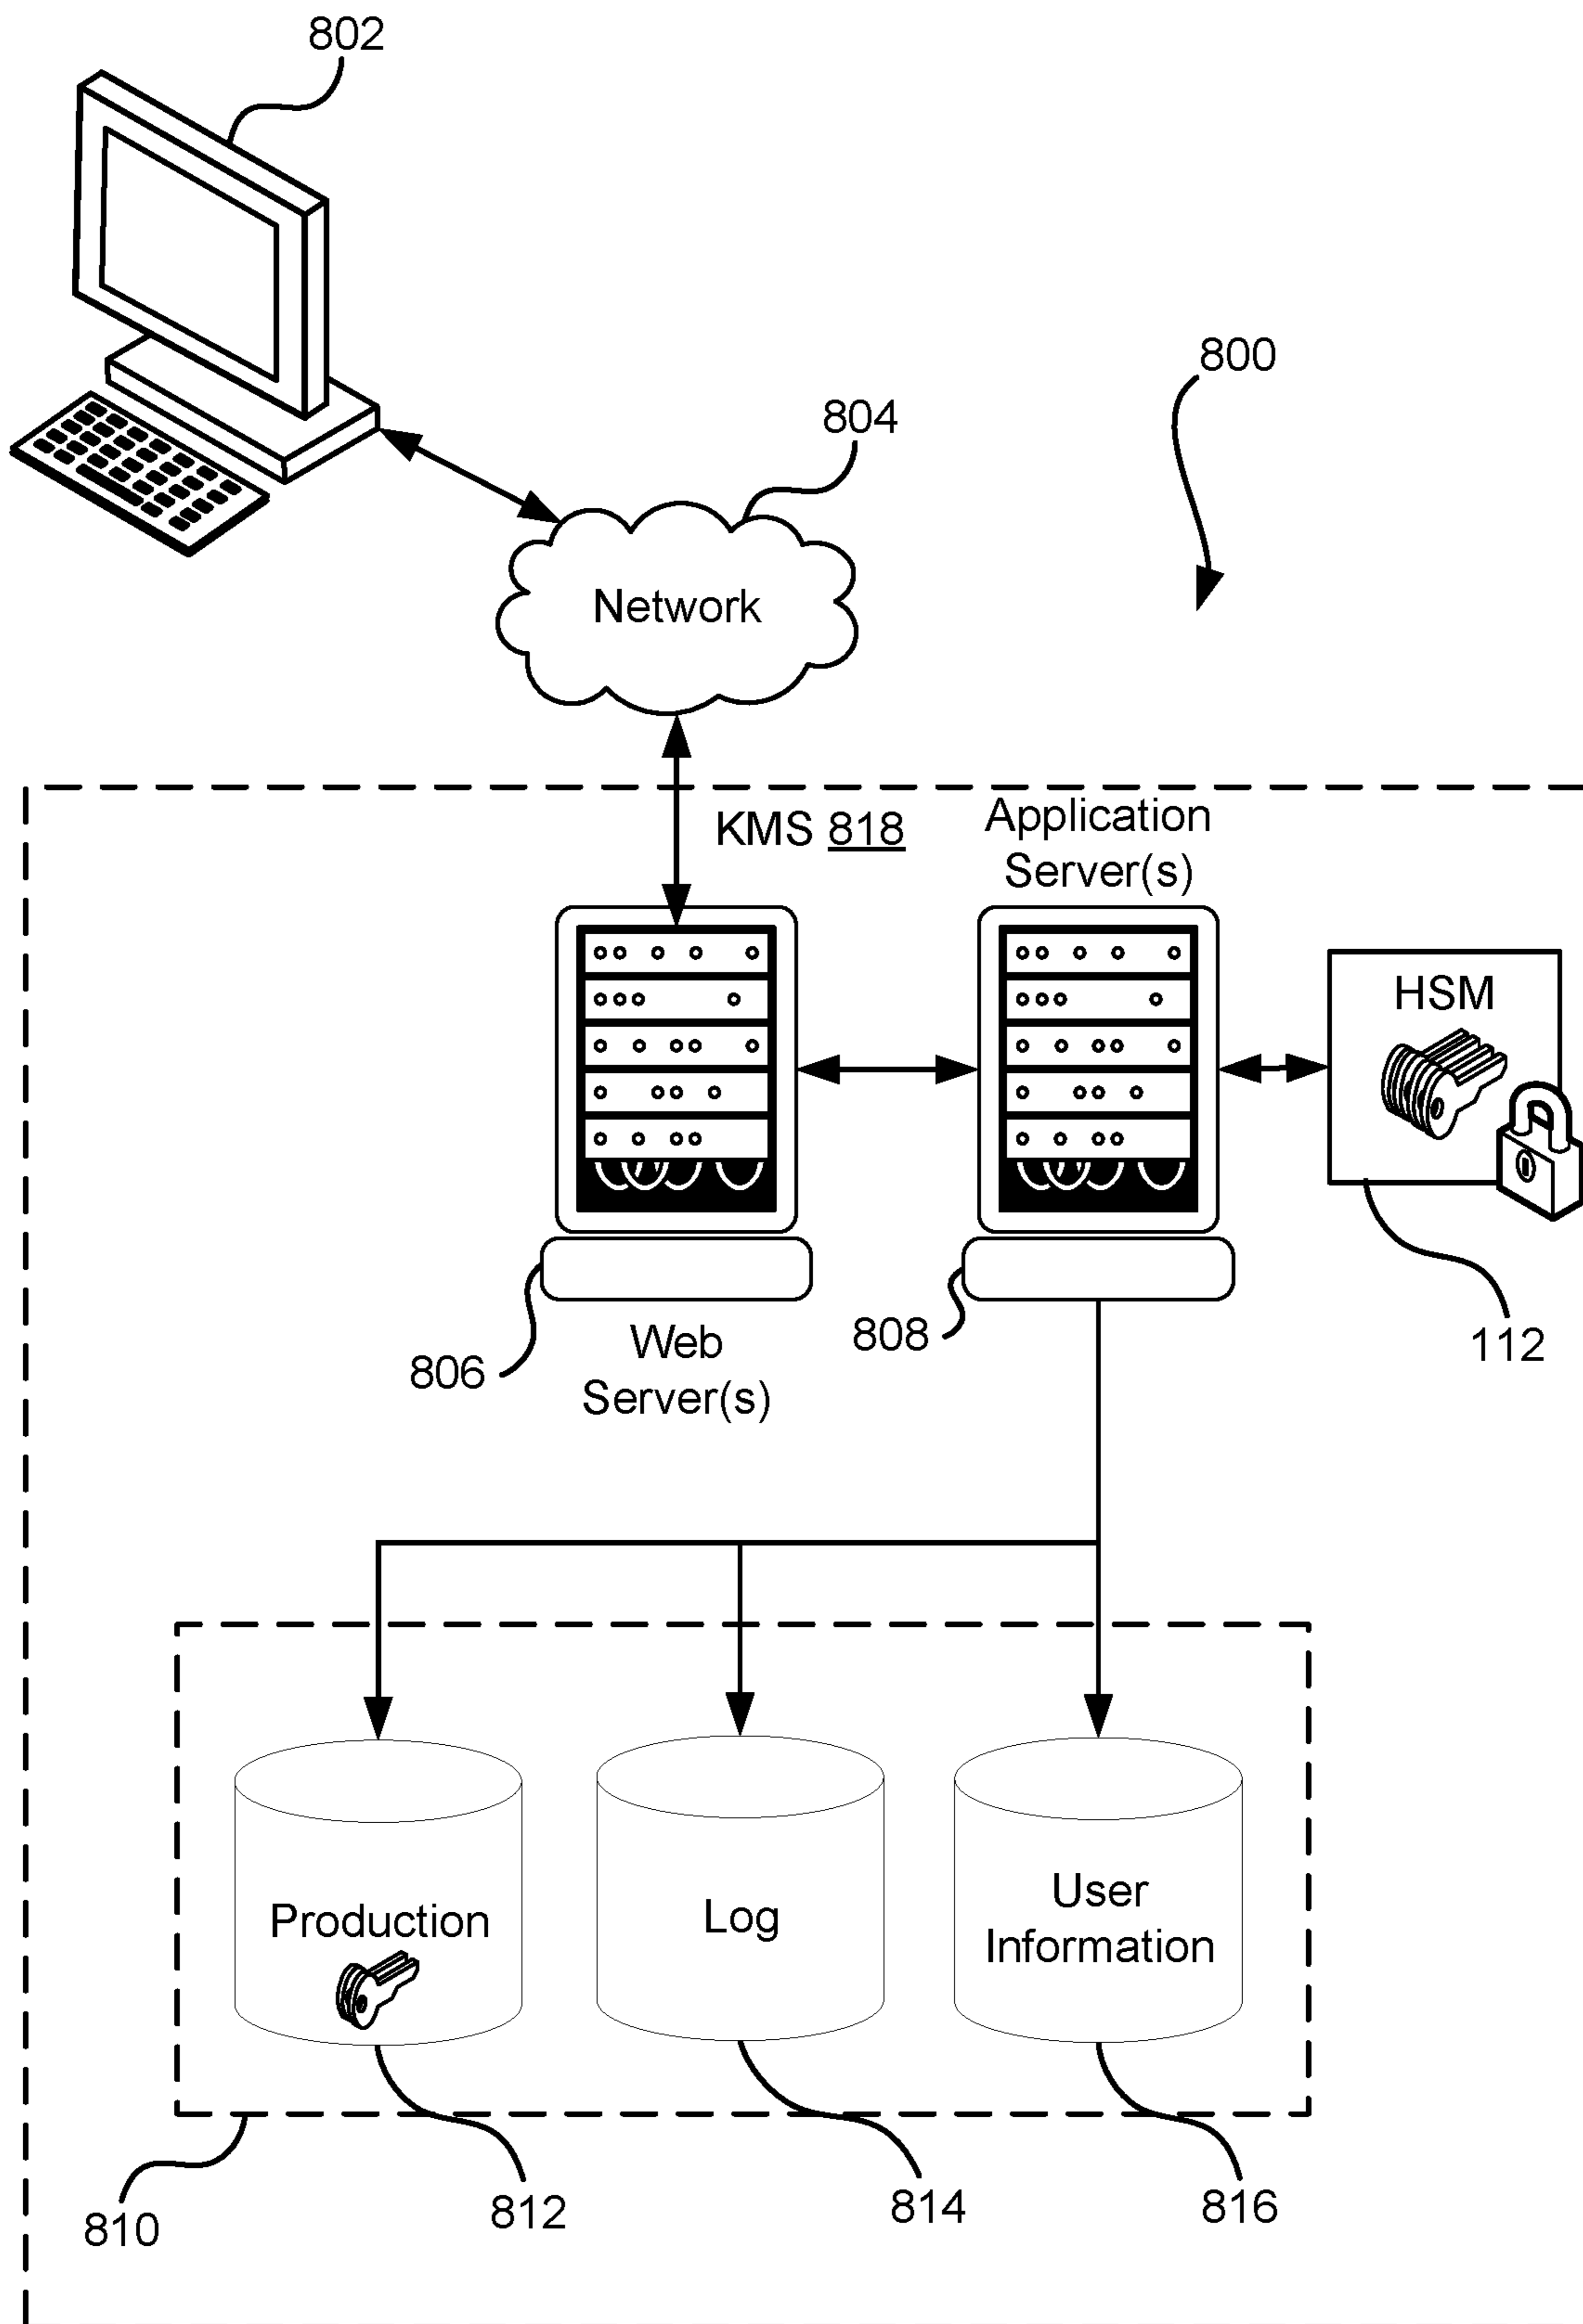 802
800
804
Network
KMS 818
Application
Server(s)
HSM
806
Web
Server(s)
808
112
Production
Log
User
Information
810
812
814
816